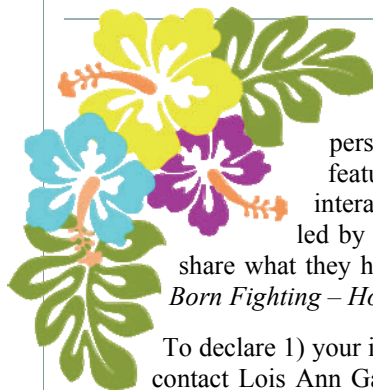 pers
featu
intera
led by
share what they h
Born Fighting – Ho
To declare 1) your i
contact Lois Ann Ga